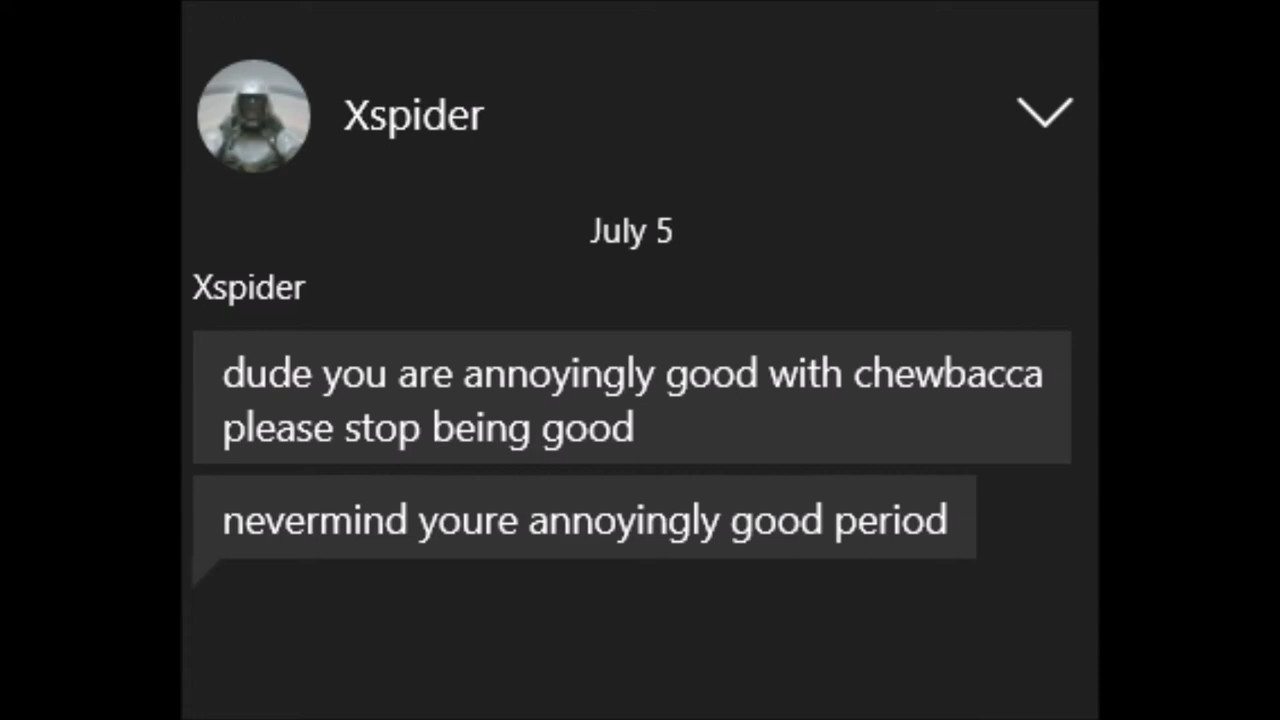 Xspider
July 5
Xspider
dude you are annoyingly good with chewbacca
please stop being good
nevermind youre annoyingly good period